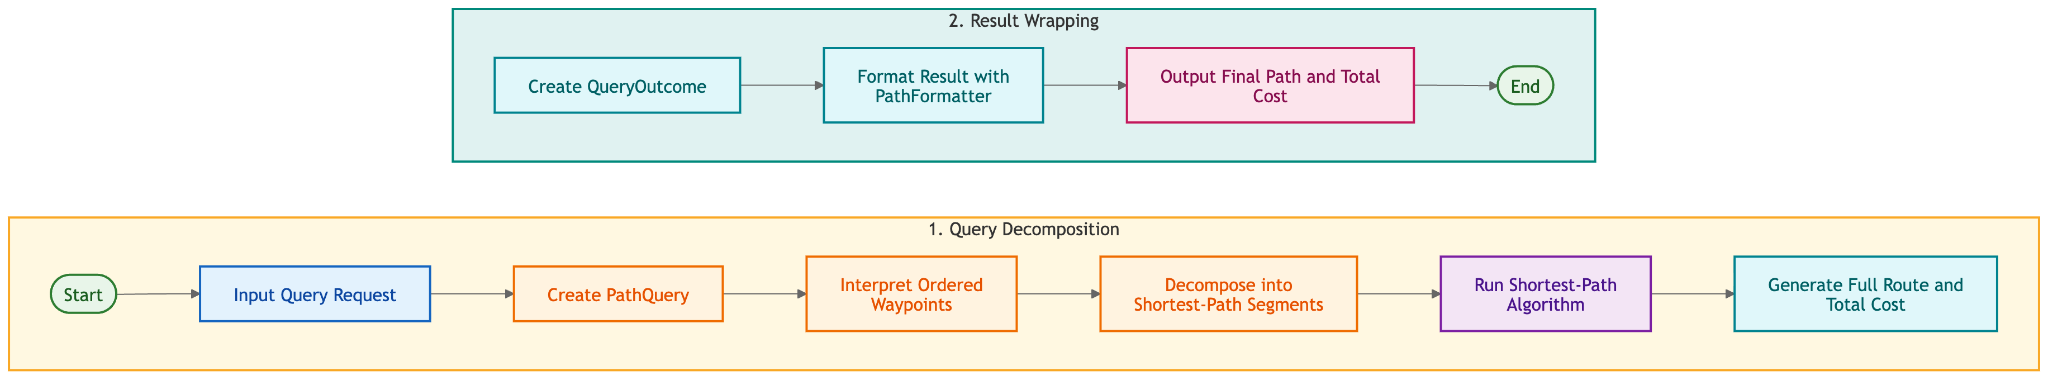 2. Result Wrapping
Create QueryOutcome
Format Result with
PathFormatter
Output Final Path and Total
Cost
End
1. Query Decomposition
Start
Input Query Request
Create PathQuery
Interpret Ordered
Waypoints
Decompose into
Shortest-Path Segments
Run Shortest-Path
Algorithm
Generate Full Route and
Total Cost